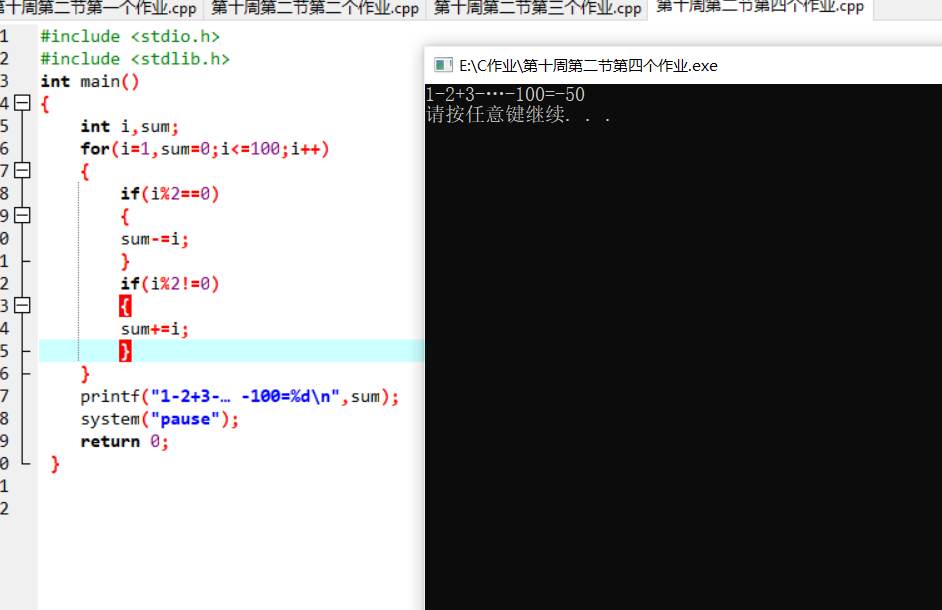 第十周第二节第一个作业.cpp 第十周第二节第二个作业.cpp 第十周第二节第三个作业.cpp 第十周第二节第四个作业.cpp
1 #include <stdio.h>
2 #include <stdlib.h>
3 int main()
4 {
5 int i,sum;
6 for(i=1,sum=0;i<=100;i++)
7 {
8 if(i%2==0)
9 {
0 sum-=i;
1 }
2 if(i%2!=0)
3 {
4 sum+=i;
5 }
6 }
7 printf("1-2+3-… -100=%d\n",sum);
8 system("pause");
9 return 0;
0 }
1
2
E:\C作业\第十周第二节第四个作业.exe
1-2+3-…-100=-50
请按任意键继续. . .